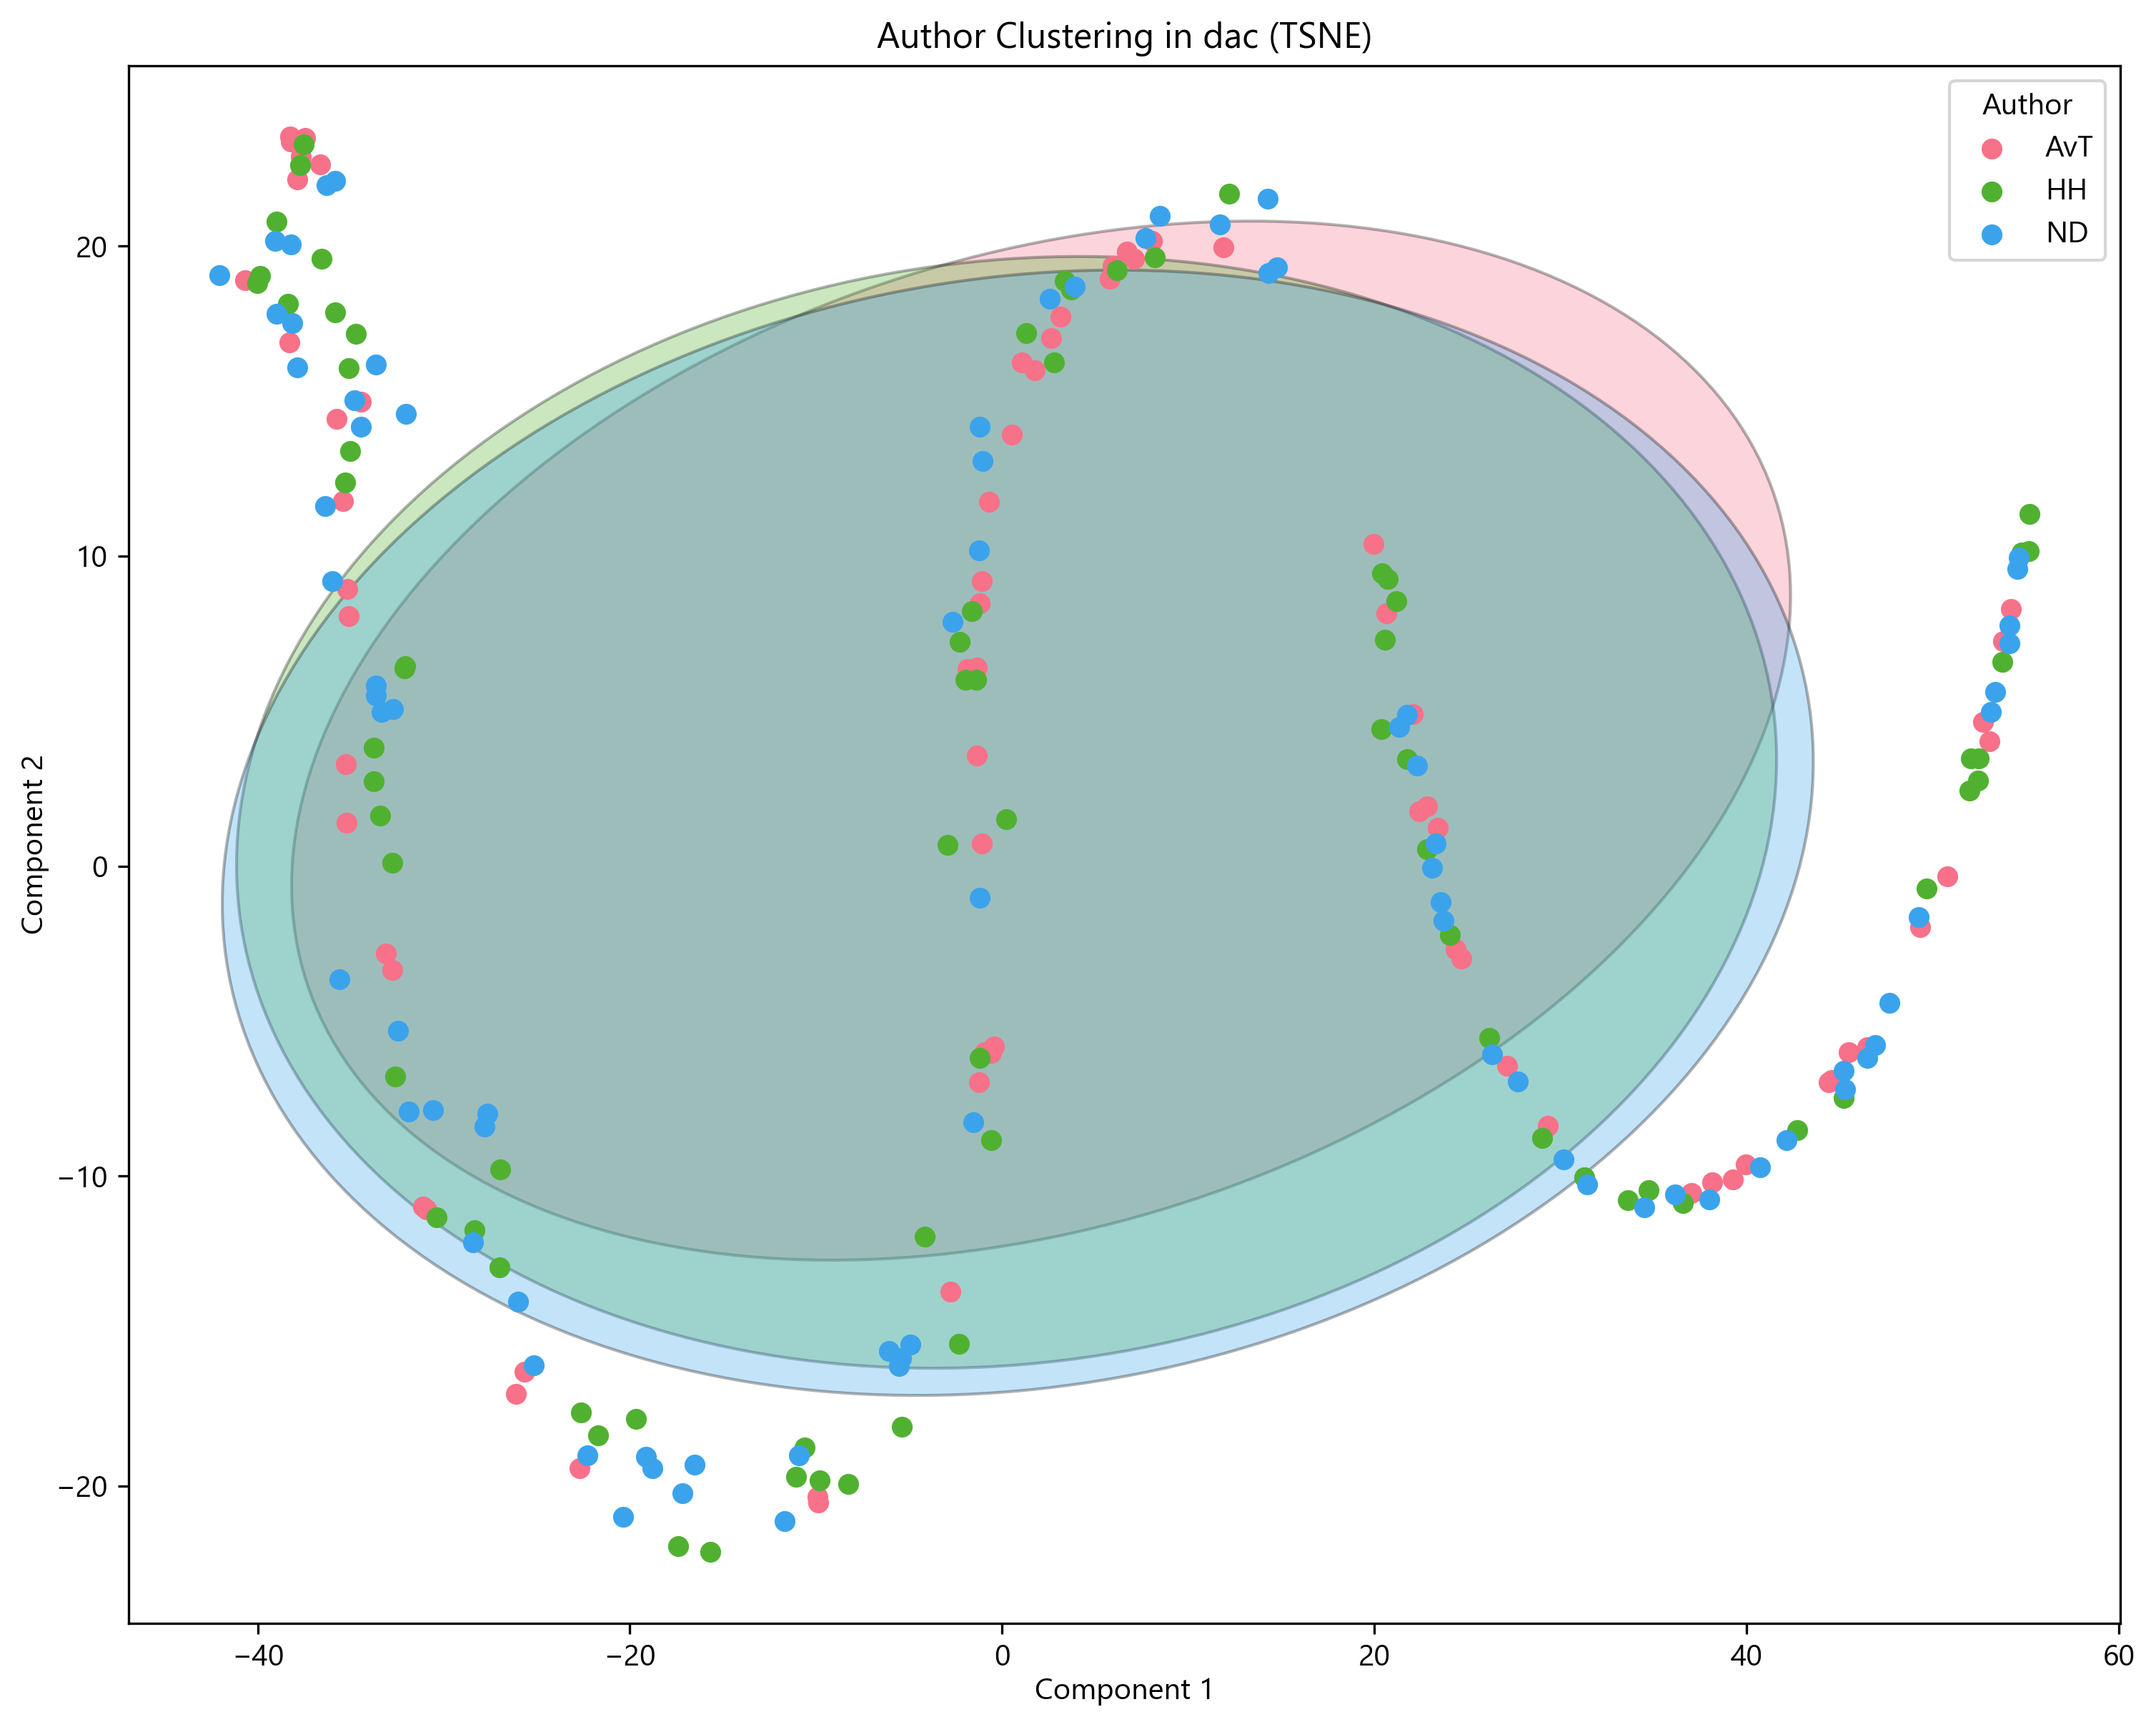 Author Clustering in dac (TSNE)
Author
AvT
HH
ND
20
10
0
−10
−20
Component 2
−40
−20
0
20
40
60
Component 1